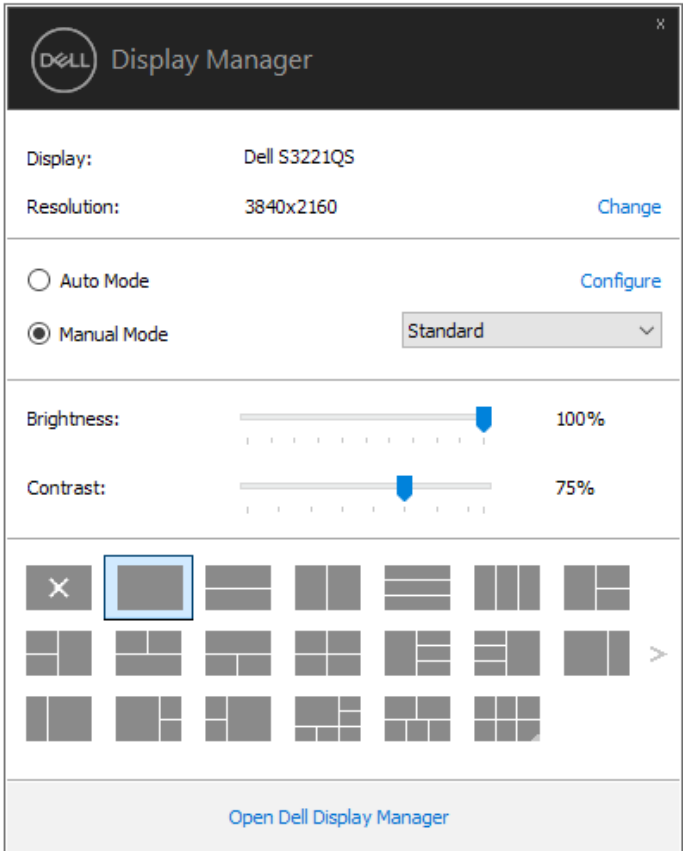 x
DELL Display Manager
Display: Dell S3221QS
Resolution: 3840x2160 Change
Auto Mode Configure
Manual Mode Standard
Brightness: 100%
Contrast: 75%
Open Dell Display Manager